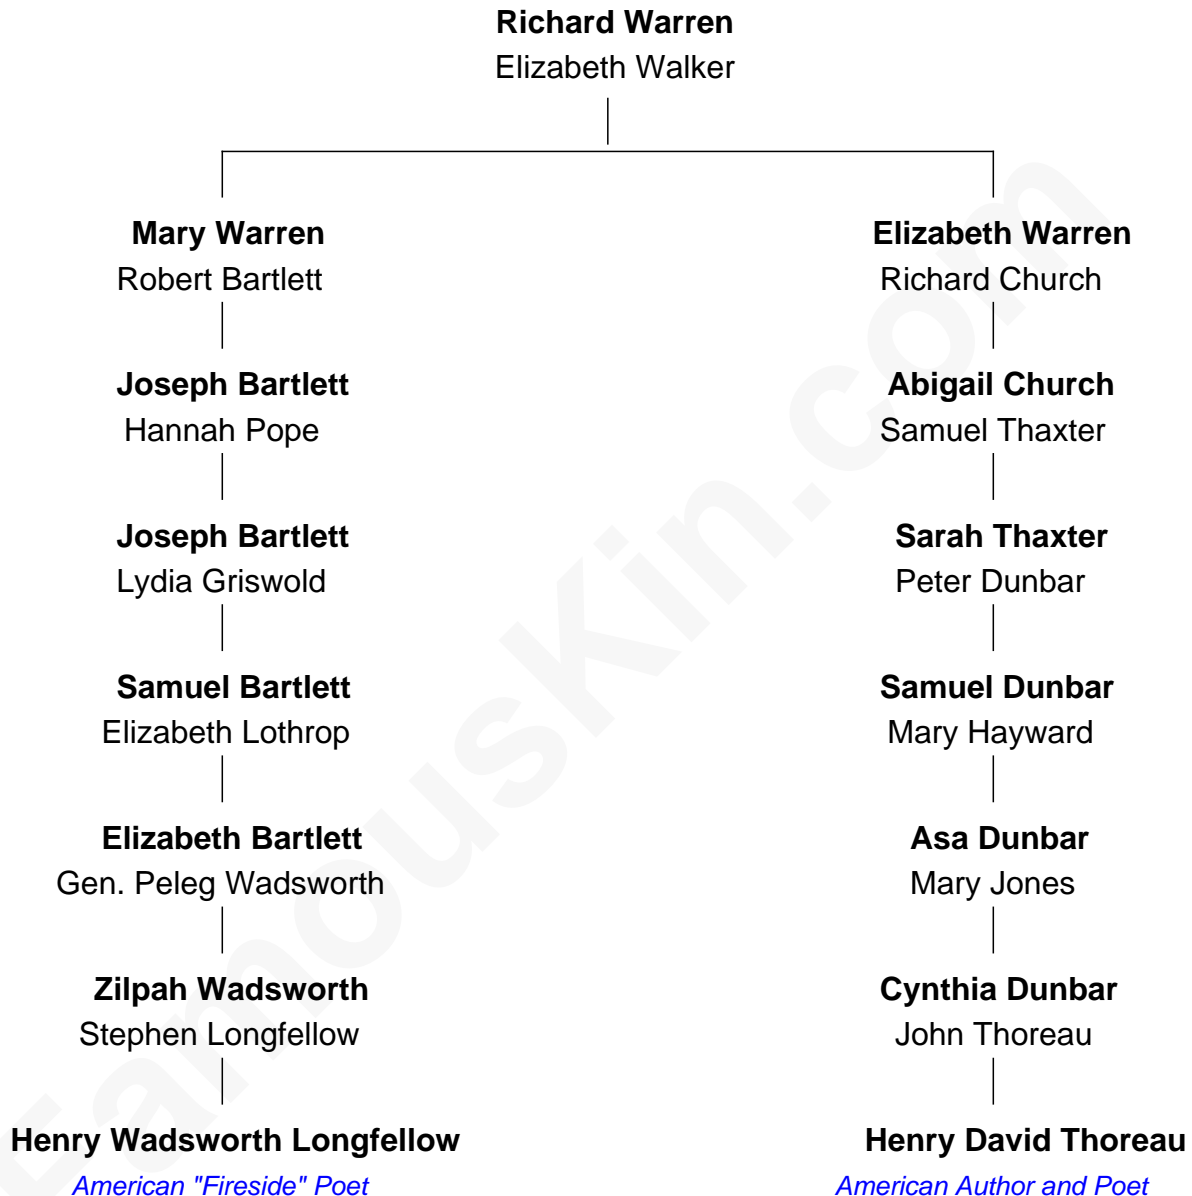 Richard Warren
Elizabeth Walker
Mary Warren
Robert Bartlett
Elizabeth Warren
Richard Church
Joseph Bartlett
Hannah Pope
Abigail Church
Samuel Thaxter
Joseph Bartlett
Lydia Griswold
Sarah Thaxter
Peter Dunbar
Samuel Bartlett
Elizabeth Lothrop
Samuel Dunbar
Mary Hayward
Elizabeth Bartlett
Gen. Peleg Wadsworth
Asa Dunbar
Mary Jones
Zilpah Wadsworth
Stephen Longfellow
Cynthia Dunbar
John Thoreau
Henry Wadsworth Longfellow
American "Fireside" Poet
Henry David Thoreau
American Author and Poet
FamousKin.com